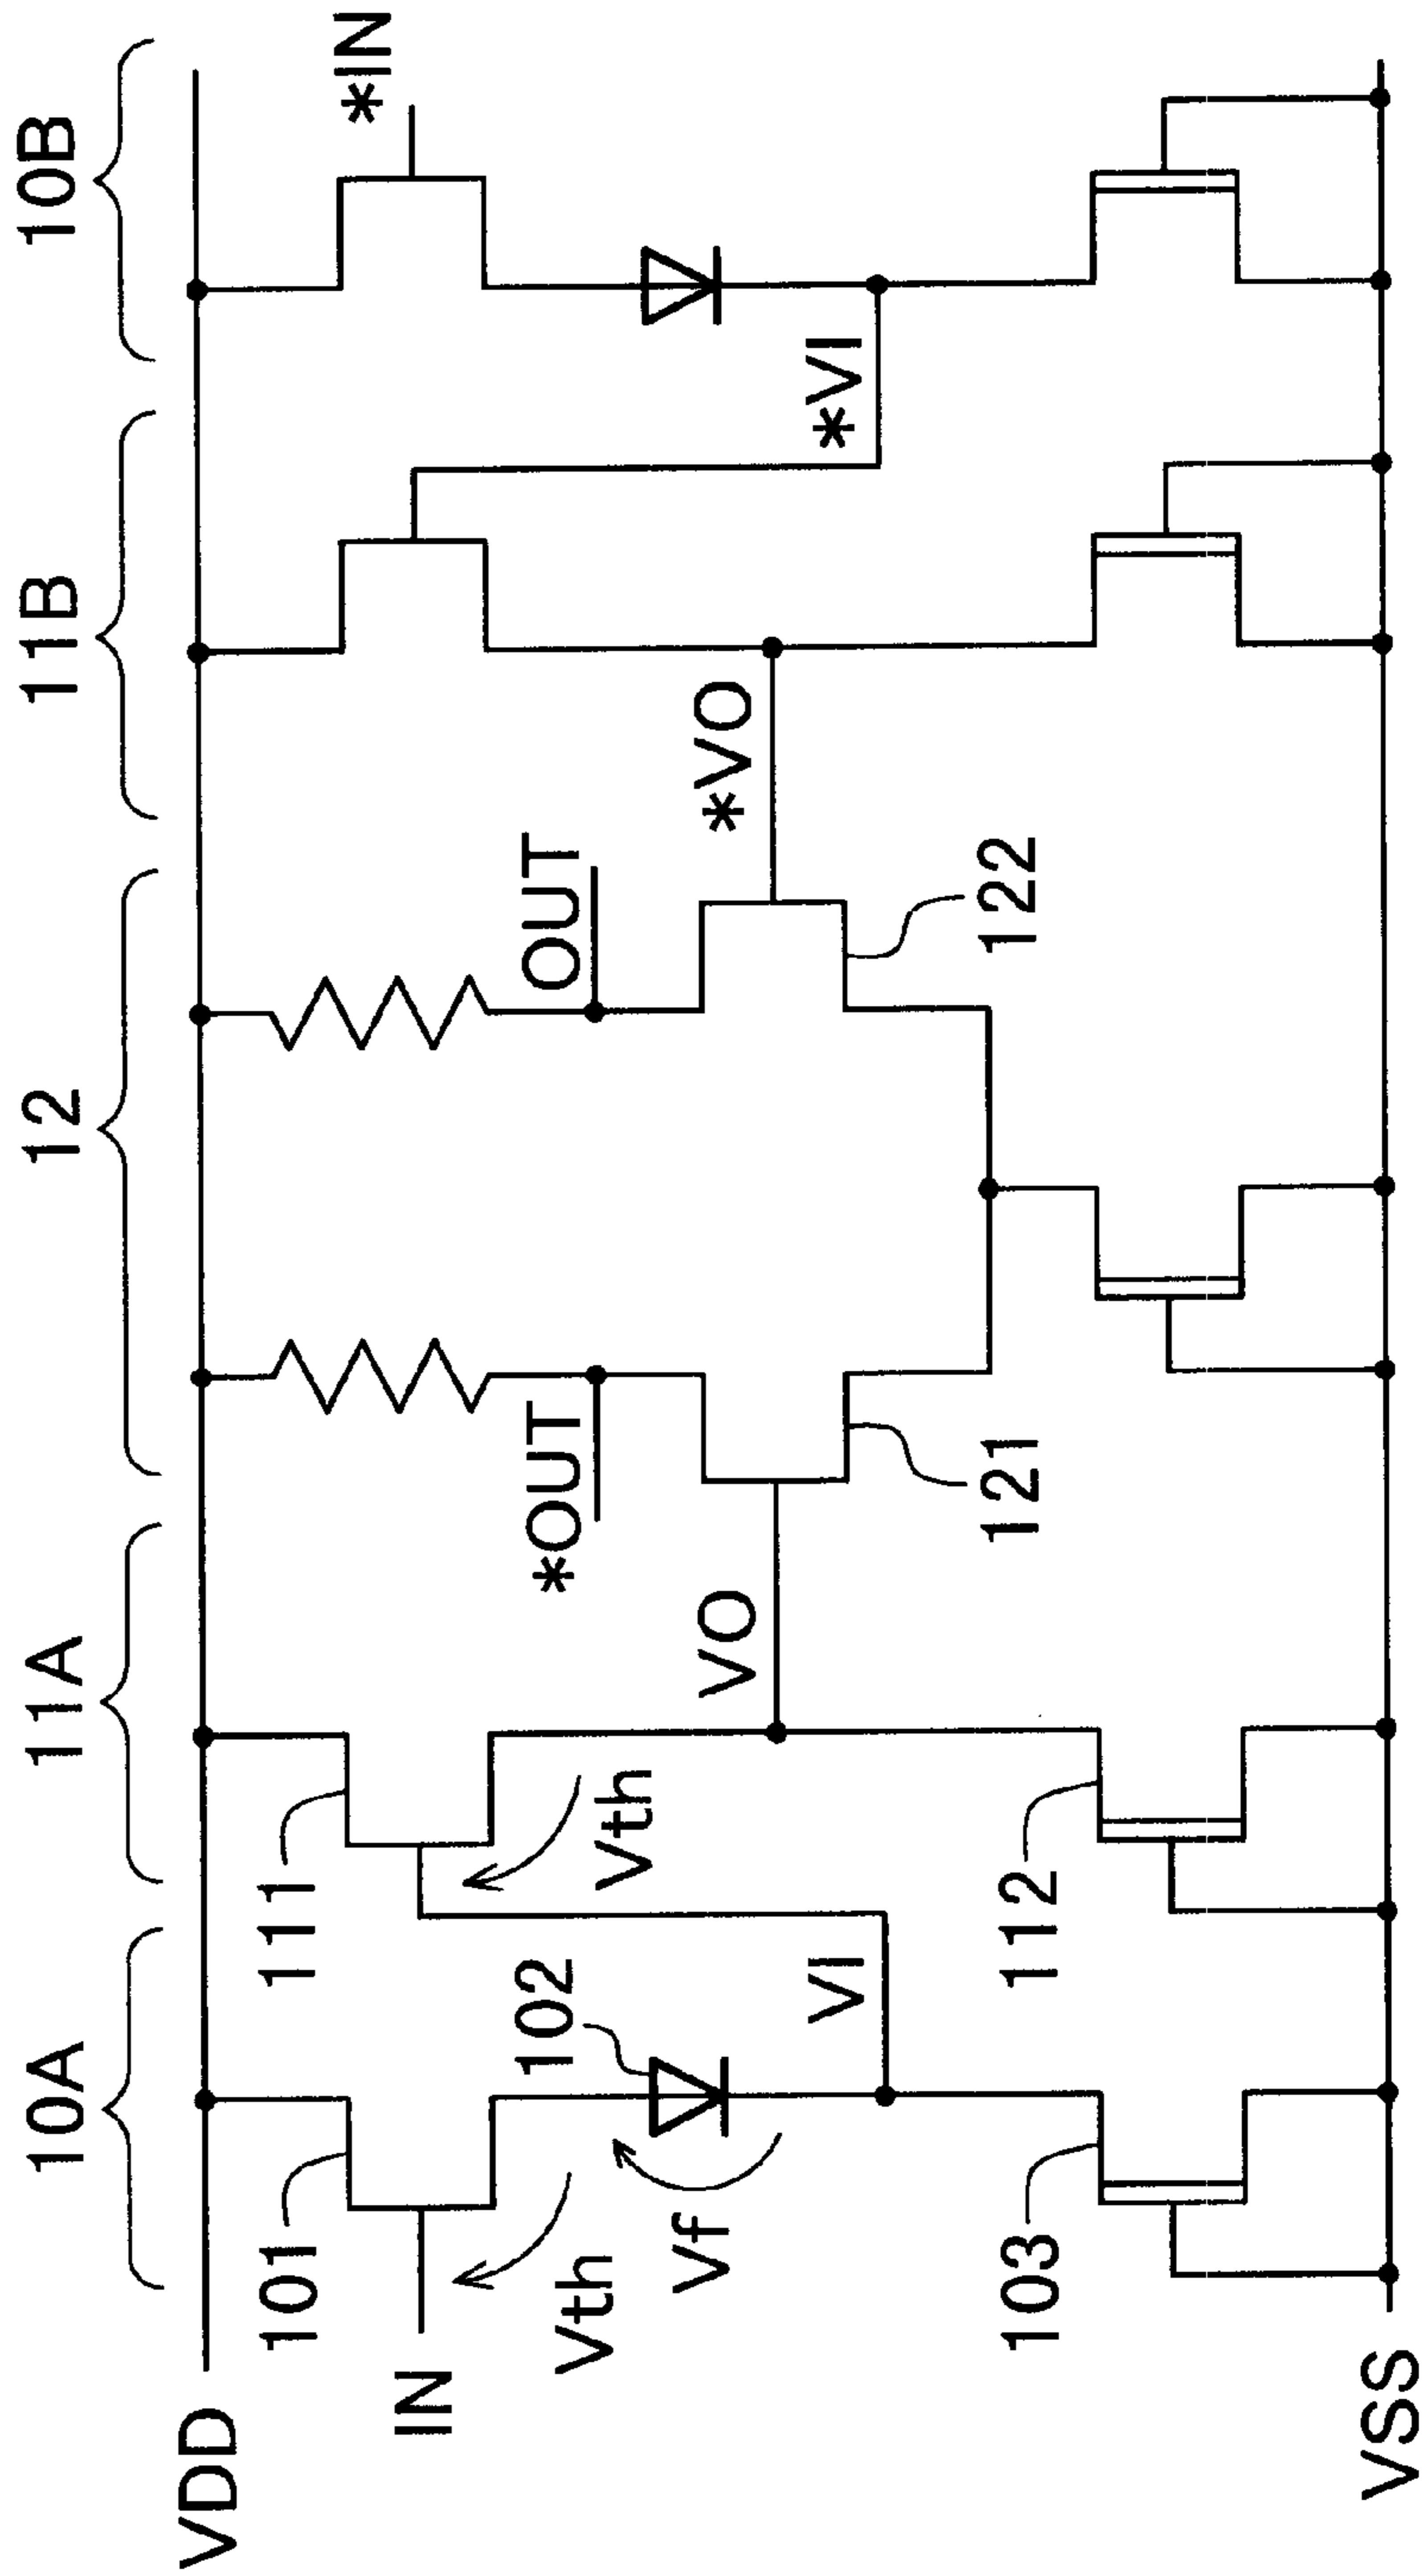 10A
11A
12
11B
10B
VDD
IN
101
Vth
Vf
102
VI
103
111
Vth
112
VO
*OUT
121
OUT
122
*VO
*VI
*IN
VSS